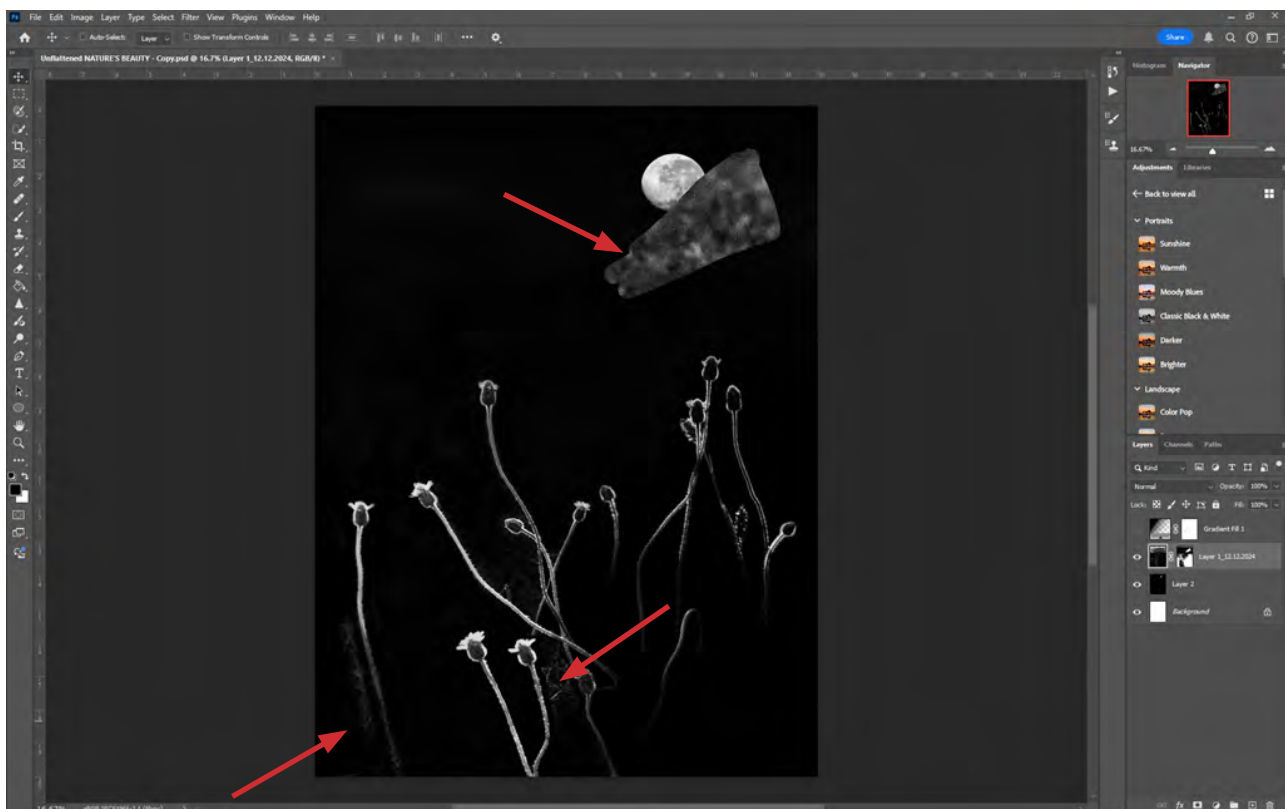 Ps File Edit Image Layer Type Select Filter View Plugins Window Help
Auto-Select: Layer Show Transform Controls Share
Unflattened NATURE'S BEAUTY - Copy.psd @ 16.7% (Layer 1_12.12.2024, RGB/8) *
Histogram Navigator
16.67%
Adjustments Libraries
Back to view all
Portraits
Sunshine
Warmth
Moody Blues
Classic Black & White
Darker
Brighter
Landscape
Color Pop
Layers Channels Paths
Kind
Normal Opacity: 100%
Lock: Fill: 100%
Gradient Fill 1
Layer 1_12.12.2024
Layer 2
Background
16.67%